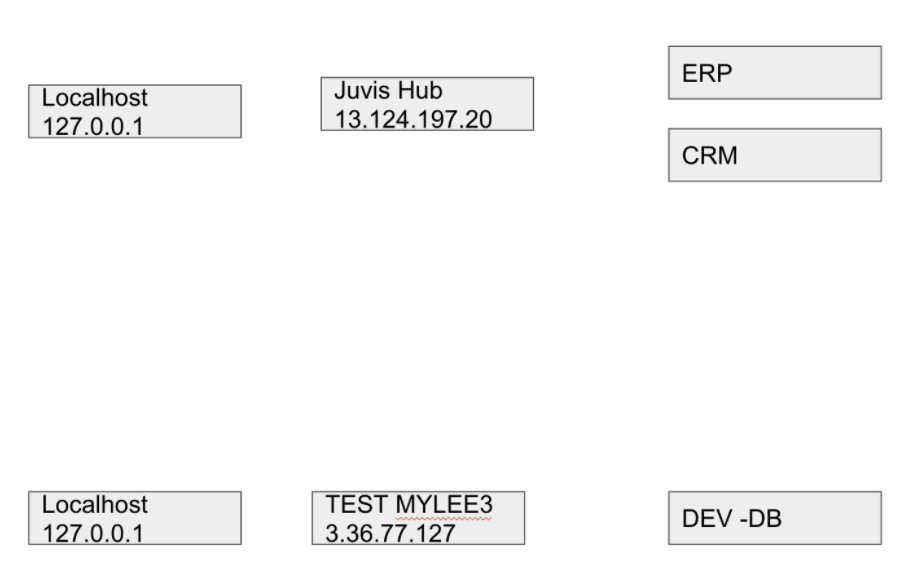 Localhost
127.0.0.1
Juvis Hub
13.124.197.20
ERP
CRM
Localhost
127.0.0.1
TEST MYLEE3
3.36.77.127
DEV -DB